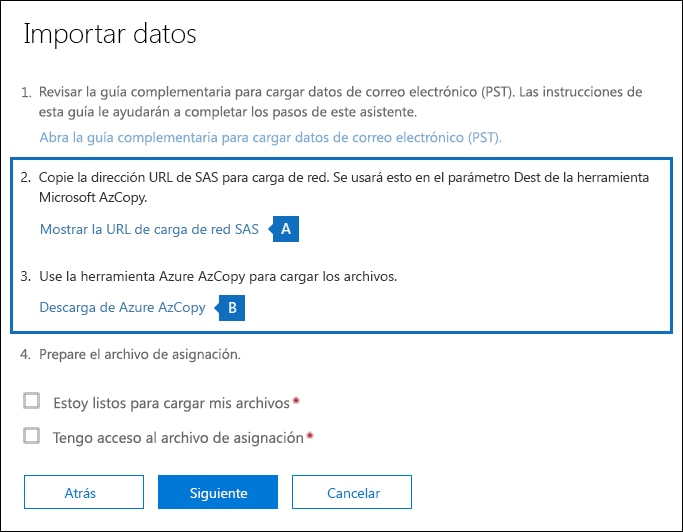 Importar datos
1. Revisar la guía complementaria para cargar datos de correo electrónico (PST). Las instrucciones de
esta guía le ayudarán a completar los pasos de este asistente.
Abra la guía complementaria para cargar datos de correo electrónico (PST).
2. Copie la dirección URL de SAS para carga de red. Se usará esto en el parámetro Dest de la herramienta
Microsoft AzCopy.
Mostrar la URL de carga de red SAS A
3. Use la herramienta Azure AzCopy para cargar los archivos.
Descarga de Azure AzCopy B
4. Prepare el archivo de asignación.
Estoy listos para cargar mis archivos*
Tengo acceso al archivo de asignación*
Atrás Siguiente Cancelar